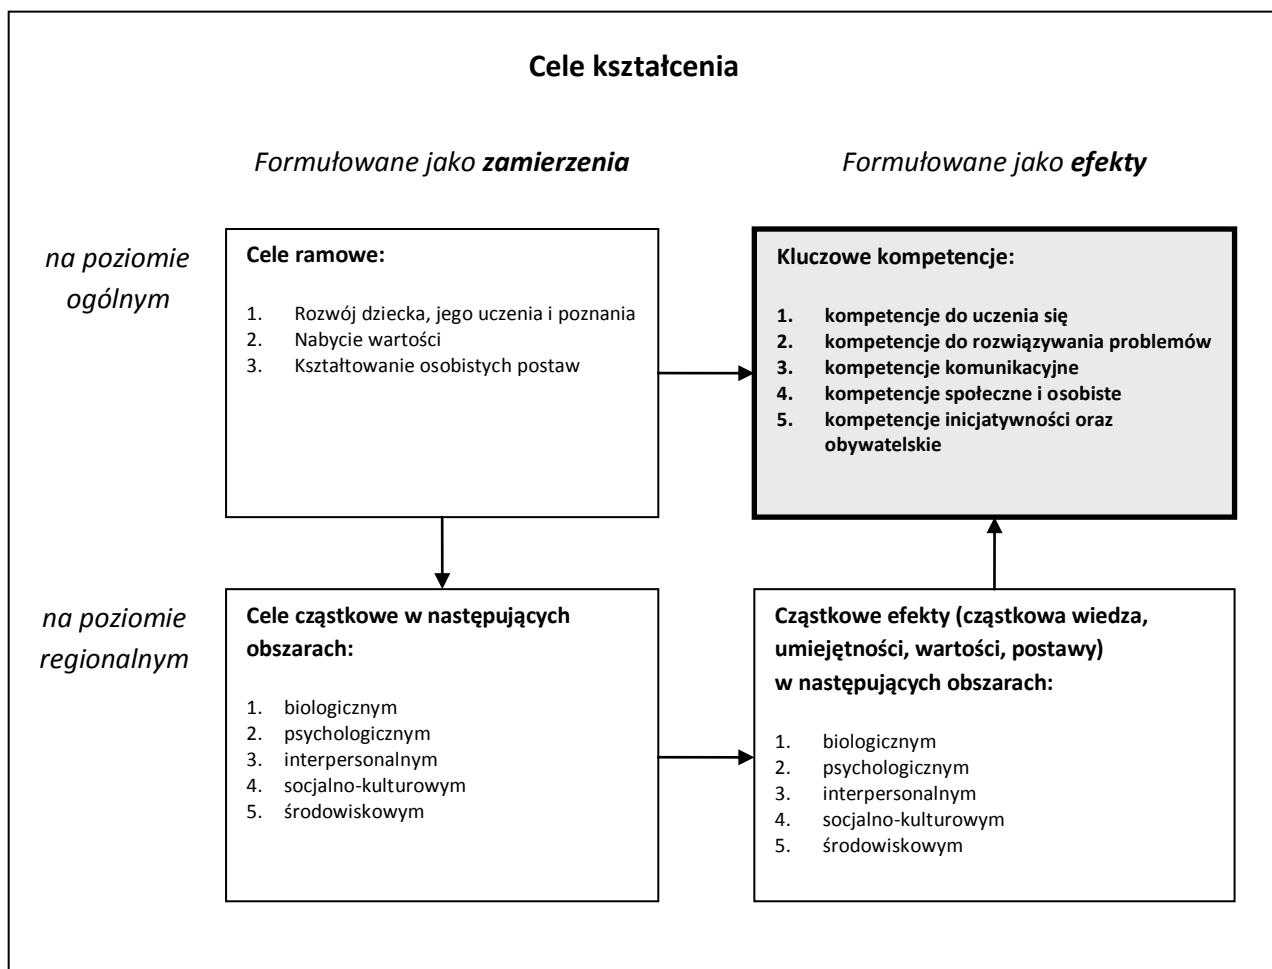 Cele kształcenia
Formułowane jako zamierzenia
Formułowane jako efekty
na poziomie
ogólnym
Cele ramowe:
1. Rozwój dziecka, jego uczenia i poznania
2. Nabycie wartości
3. Kształtowanie osobistych postaw
Kluczowe kompetencje:
1. kompetencje do uczenia się
2. kompetencje do rozwiązywania problemów
3. kompetencje komunikacyjne
4. kompetencje społeczne i osobiste
5. kompetencje inicjatywności oraz
obywatelskie
na poziomie
regionalnym
Cele cząstkowe w następujących
obszarach:
1. biologicznym
2. psychologicznym
3. interpersonalnym
4. socjalno-kulturowym
5. środowiskowym
Cząstkowe efekty (cząstkowa wiedza,
umiejętności, wartości, postawy)
w następujących obszarach:
1. biologicznym
2. psychologicznym
3. interpersonalnym
4. socjalno-kulturowym
5. środowiskowym